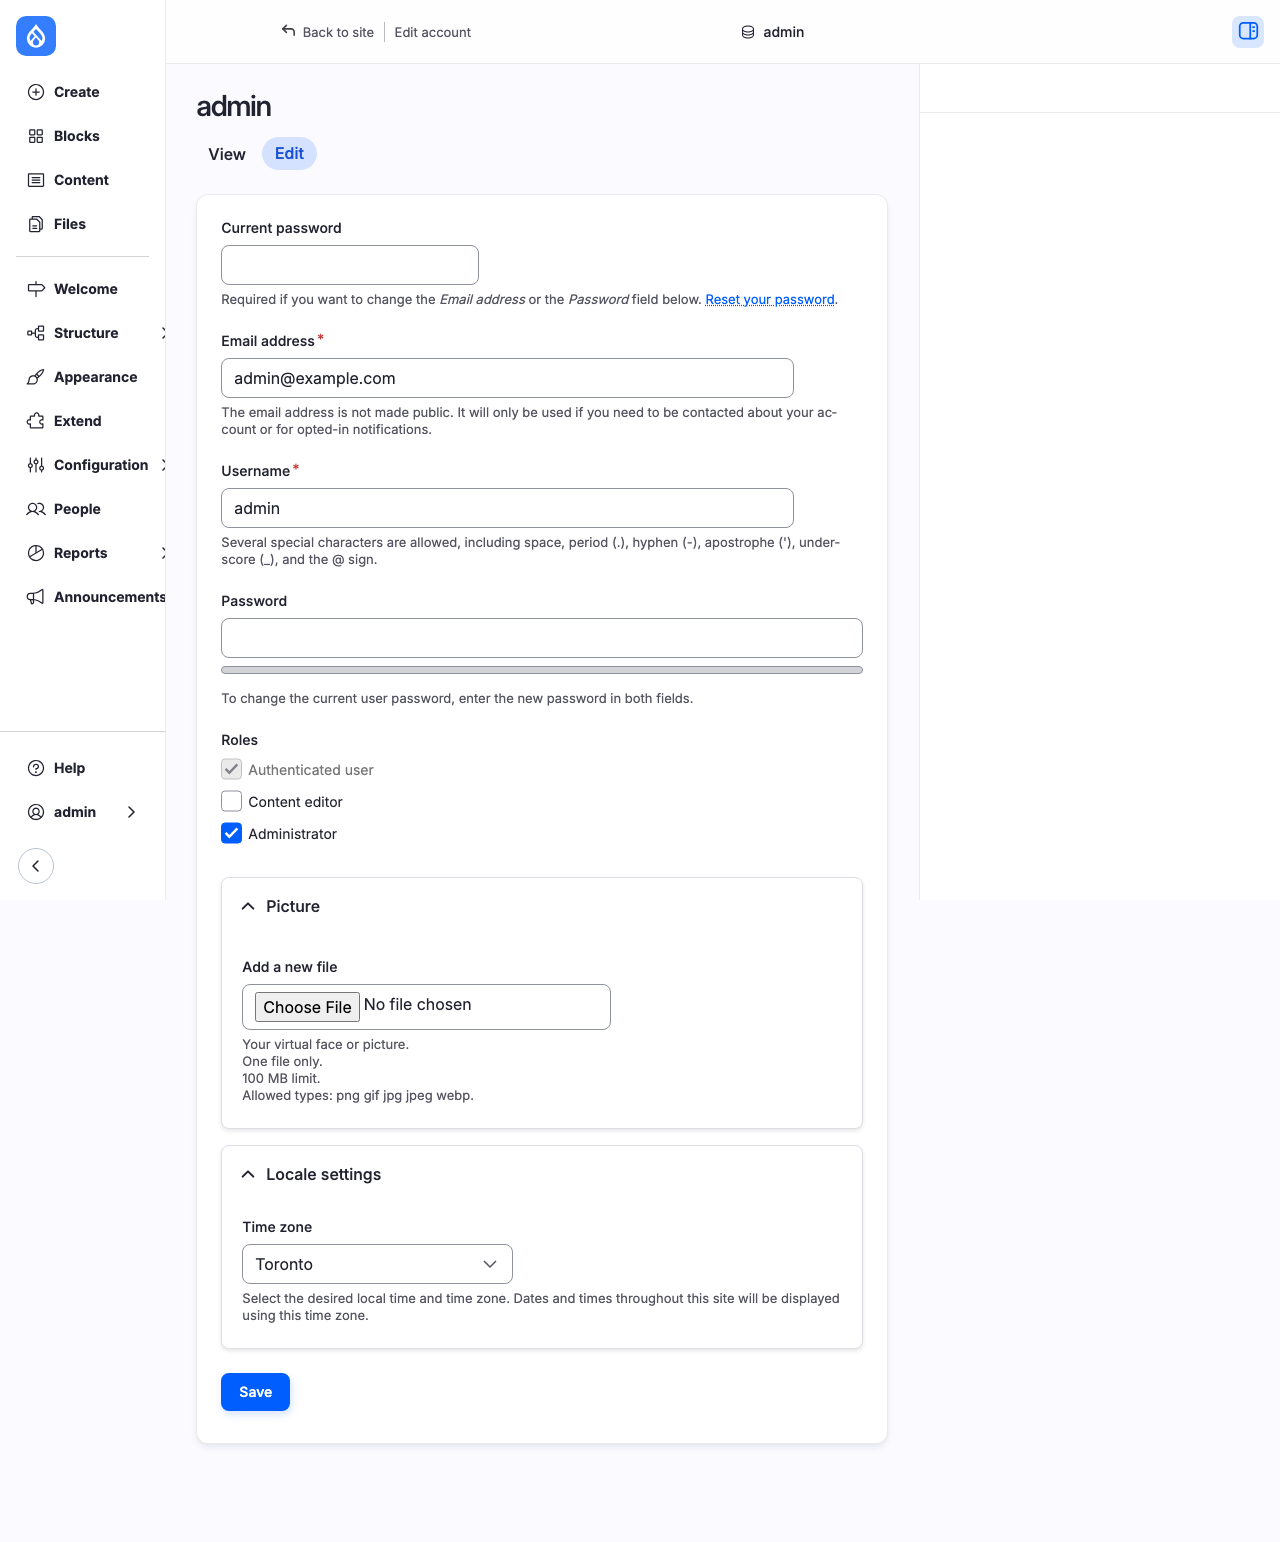 Create
Blocks
Content
Files
Welcome
Structure
Appearance
Extend
Configuration
People
Reports
Announcements
Help
admin
Back to site
Edit account
admin
admin
View
Edit
Current password
Required if you want to change the Email address or the Password field below. Reset your password.
Email address*
admin@example.com
The email address is not made public. It will only be used if you need to be contacted about your ac-
count or for opted-in notifications.
Username*
admin
Several special characters are allowed, including space, period (.), hyphen (-), apostrophe ('), under-
score (_), and the @ sign.
Password
To change the current user password, enter the new password in both fields.
Roles
Authenticated user
Content editor
Administrator
Picture
Add a new file
Choose File No file chosen
Your virtual face or picture.
One file only.
100 MB limit.
Allowed types: png gif jpg jpeg webp.
Locale settings
Time zone
Toronto
Select the desired local time and time zone. Dates and times throughout this site will be displayed
using this time zone.
Save